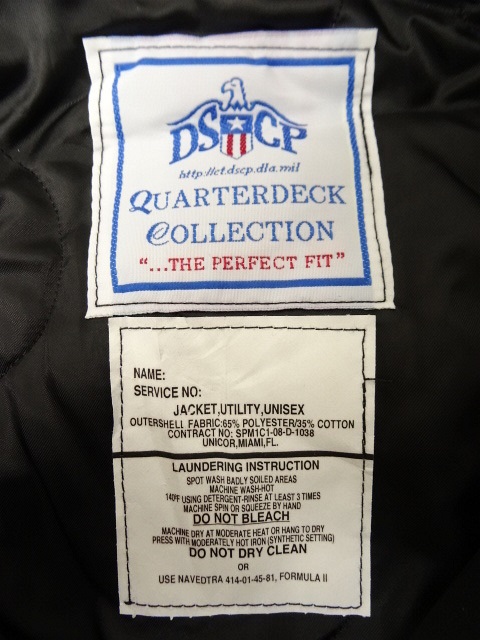 DSCP
http://ct.dscp.dla.mil
QUARTERDECK
COLLECTION
"...THE PERFECT FIT"
NAME:
SERVICE NO:
JACKET,UTILITY,UNISEX
OUTERSHELL FABRIC:65% POLYESTER/35% COTTON
CONTRACT NO: SPM1C1-08-D-1038
UNICOR,MIAMI,FL.
LAUNDERING INSTRUCTION
SPOT WASH BADLY SOILED AREAS
MACHINE WASH-HOT
140ºF USING DETERGENT-RINSE AT LEAST 3 TIMES
MACHINE SPIN OR SQUEEZE BY HAND
DO NOT BLEACH
MACHINE DRY AT MODERATE HEAT OR HANG TO DRY
PRESS WITH MODERATELY HOT IRON (SYNTHETIC SETTING)
DO NOT DRY CLEAN
OR
USE NAVEDTRA 414-01-45-81, FORMULA II